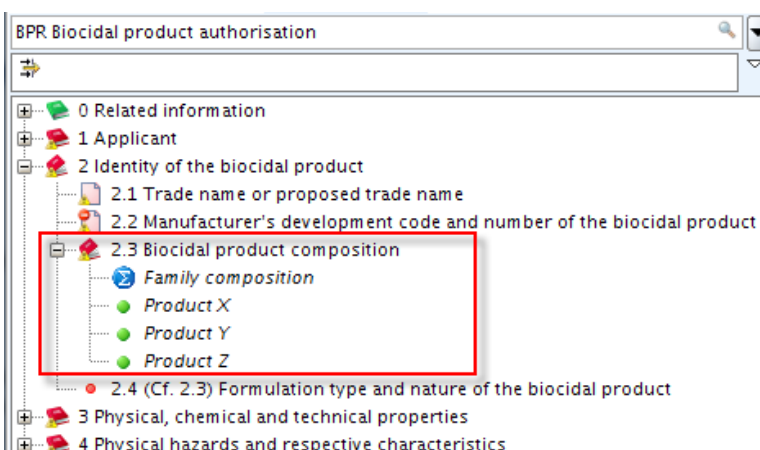 BPR Biocidal product authorisation
0 Related information
1 Applicant
2 Identity of the biocidal product
2.1 Trade name or proposed trade name
2.2 Manufacturer's development code and number of the biocidal product
2.3 Biocidal product composition
Family composition
Product X
Product Y
Product Z
2.4 (Cf. 2.3) Formulation type and nature of the biocidal product
3 Physical, chemical and technical properties
4 Physical hazards and respective characteristics